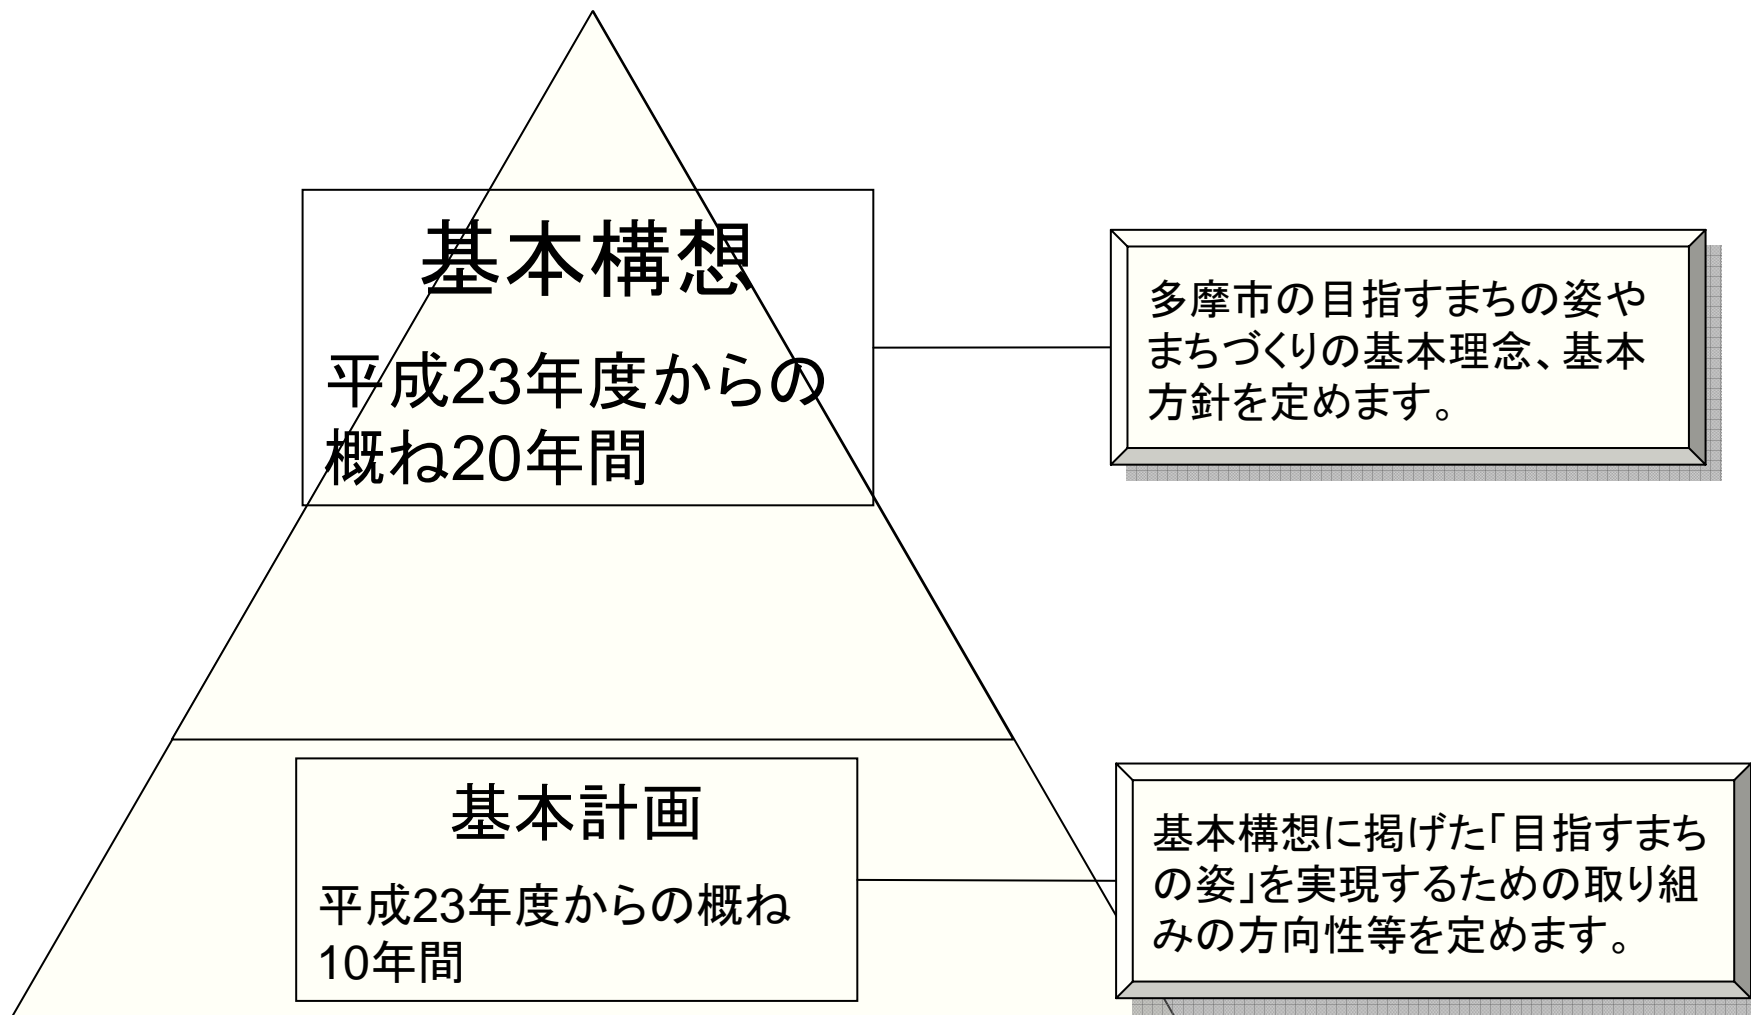 基本構想
平成23年度からの
概ね20年間
多摩市の目指すまちの姿や
まちづくりの基本理念、基本
方針を定めます。
基本計画
平成23年度からの概ね
10年間
基本構想に掲げた「目指すまち
の姿」を実現するための取り組
みの方向性等を定めます。